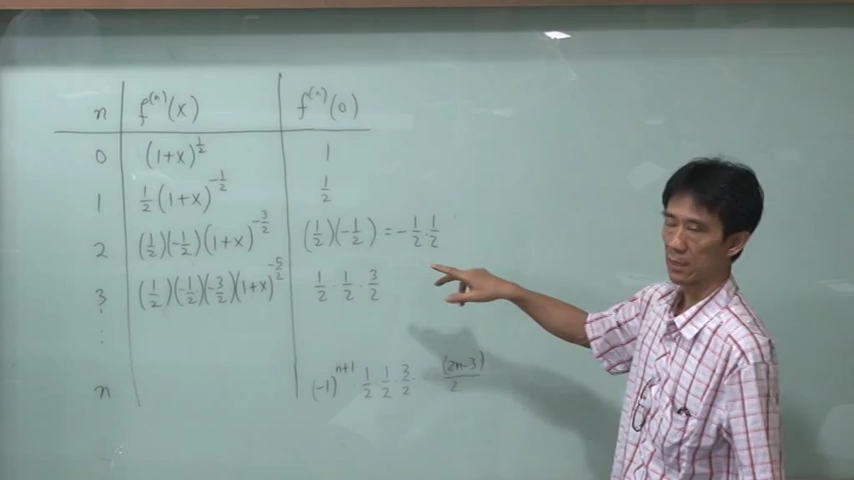 n f^(n)(x) f^(n)(0)
0 (1+x)^(1/2) 1
1 1/2 (1+x)^(-1/2) 1/2
2 (1/2)(-1/2)(1+x)^(-3/2) (1/2)(-1/2) = -1/2 · 1/2
3 (1/2)(-1/2)(-3/2)(1+x)^(-5/2) 1/2 · 1/2 · 3/2
⋮
n (-1)^(n+1) · 1/2 · 1/2 · 3/2 · (2n-3)/2